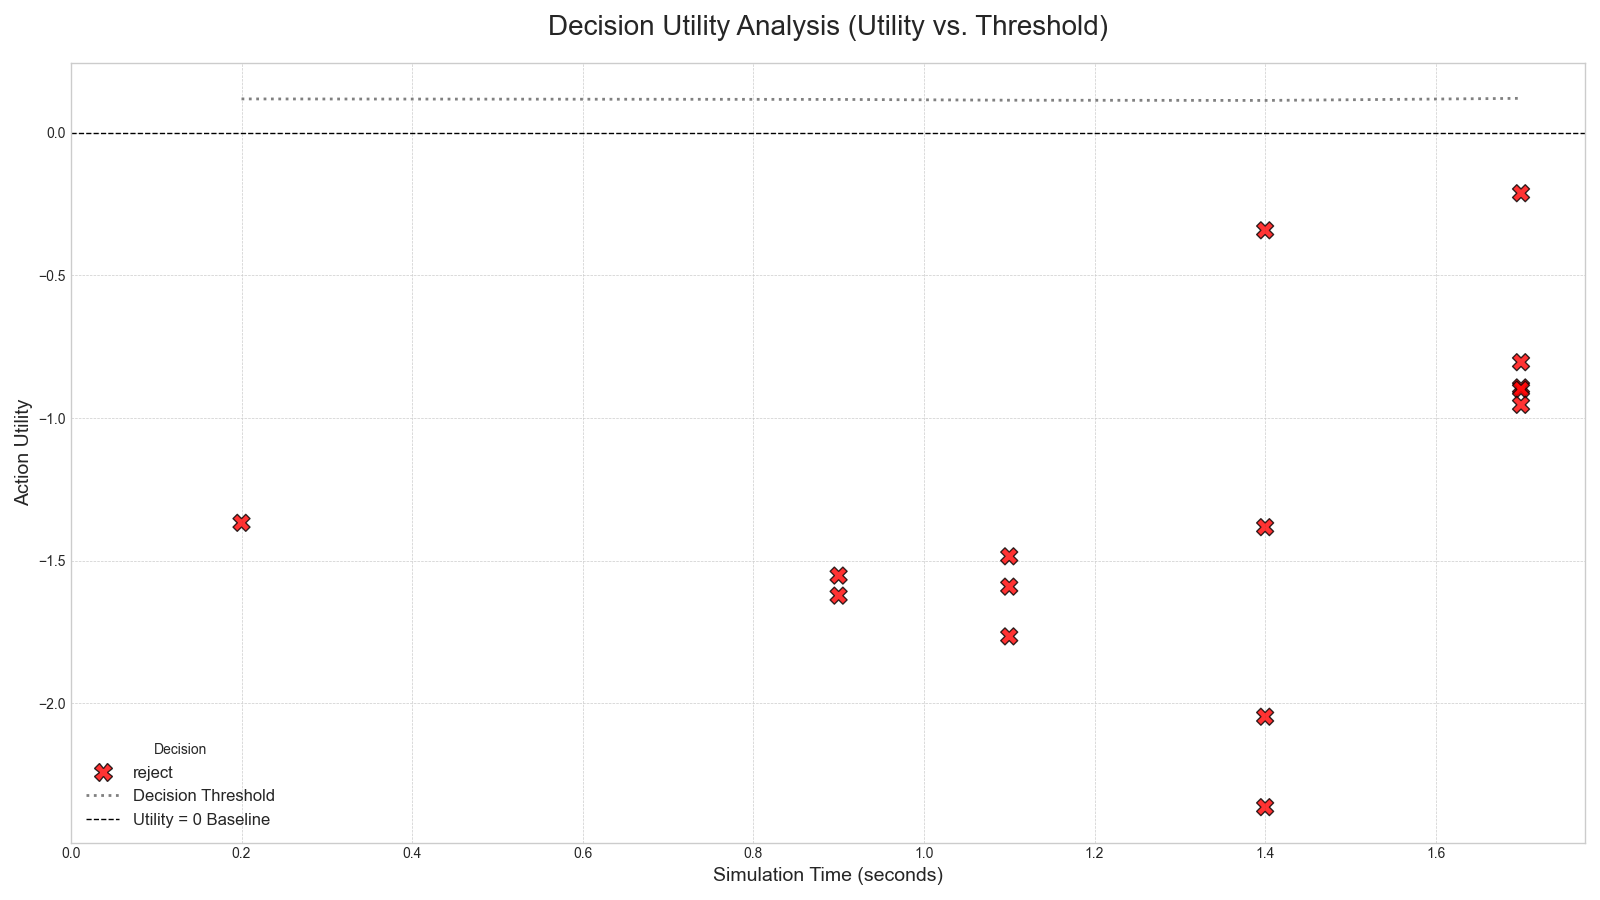 Decision Utility Analysis (Utility vs. Threshold)
Action Utility
0.0
−0.5
−1.0
−1.5
−2.0
Decision
reject
Decision Threshold
Utility = 0 Baseline
0.0 0.2 0.4 0.6 0.8 1.0 1.2 1.4 1.6
Simulation Time (seconds)